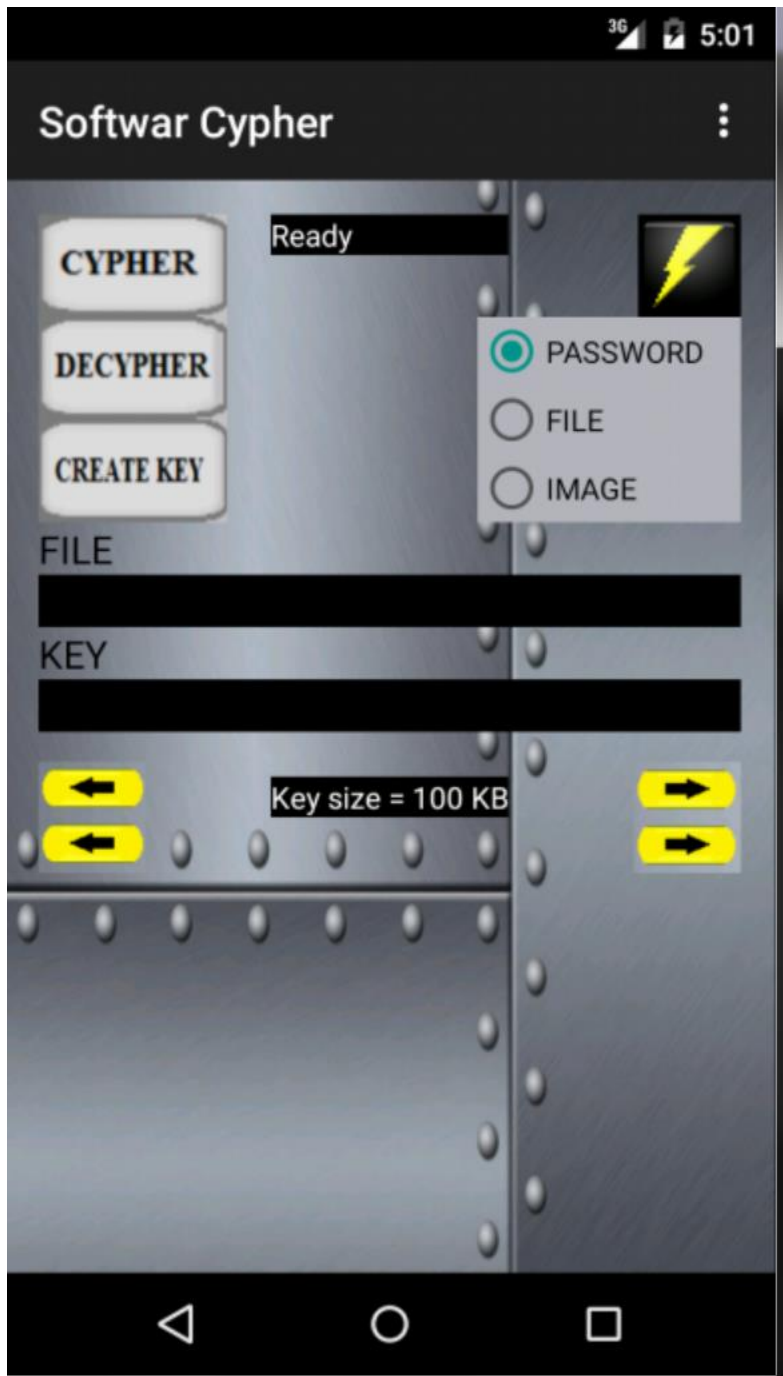 3G 5:01
Softwar Cypher
CYPHER
Ready
DECYPHER
PASSWORD
CREATE KEY
FILE
IMAGE
FILE
KEY
Key size = 100 KB